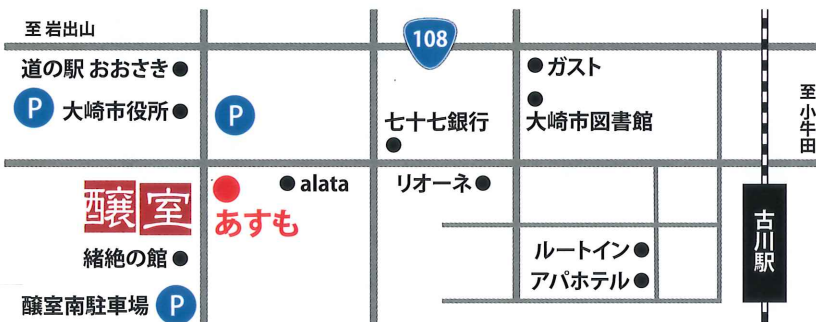 至 岩出山
108
道の駅 おおさき
ガスト
P 大崎市役所
P
七十七銀行
大崎市図書館
至小牛田
醸室
alata
リオーネ
あすも
古川駅
緒絶の館
ルートイン
アパホテル
醸室南駐車場 P